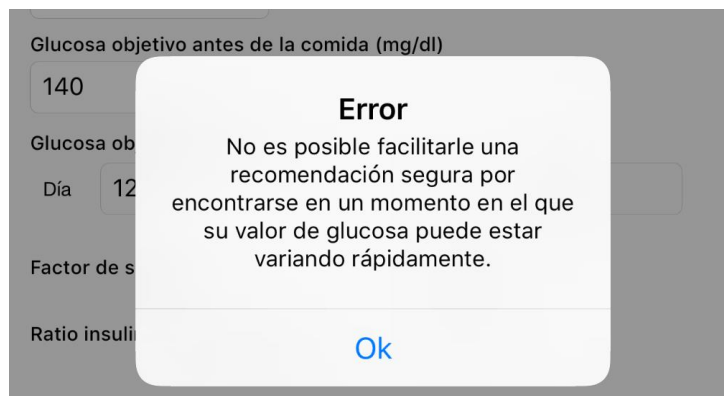 Glucosa objetivo antes de la comida (mg/dl)
140
Error
No es posible facilitarle una
recomendación segura por
encontrarse en un momento en el que
su valor de glucosa puede estar
variando rápidamente.
Ok
Glucosa
Día 12
Factor de
Ratio